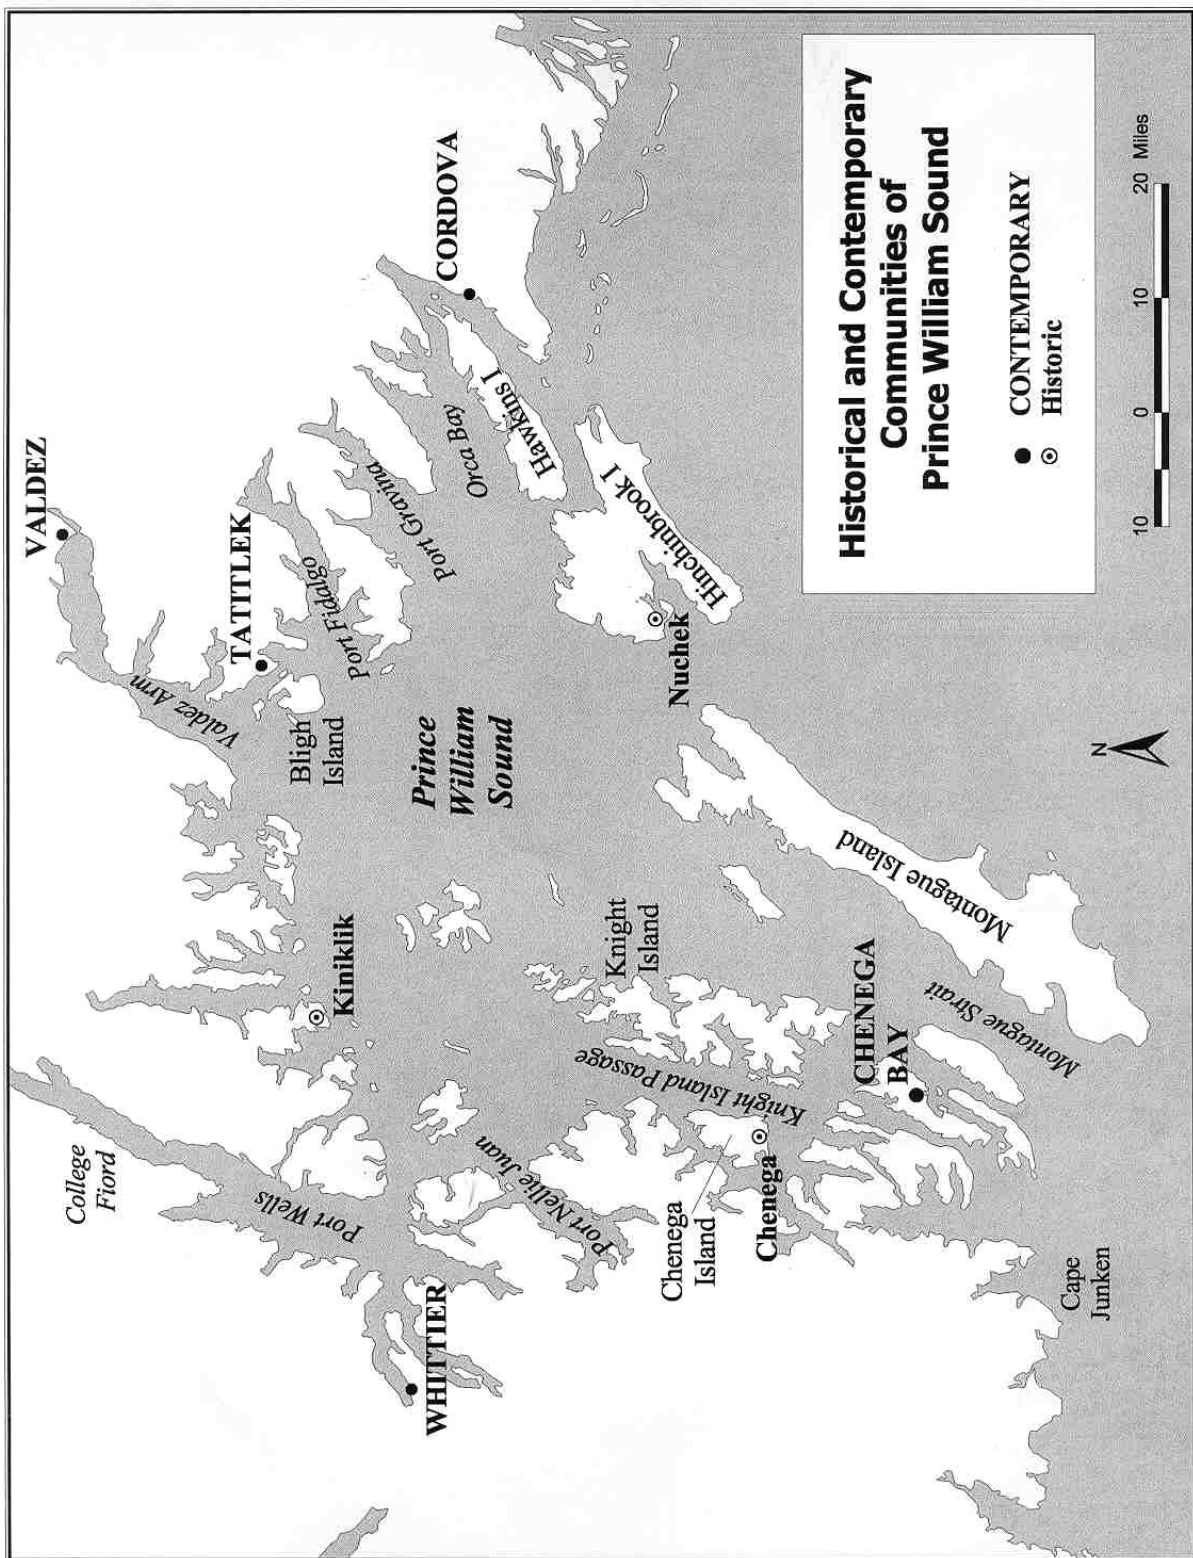 Historical and Contemporary
Communities of
Prince William Sound
CONTEMPORARY
Historic
10
0
10
20 Miles
N
VALDEZ
TATITLEK
CORDOVA
Valdez Arm
Bligh
Island
Port Fidalgo
Port Gravina
Orca Bay
Hawkins I
Hinchinbrook I
Nuchek
Prince
William
Sound
College
Fiord
Port Wells
Kiniklik
WHITTIER
Port Nellie Juan
Knight
Island
Knight Island Passage
Chenega
Island
Chenega
CHENEGA
BAY
Montague Island
Montague Strait
Cape
Junken